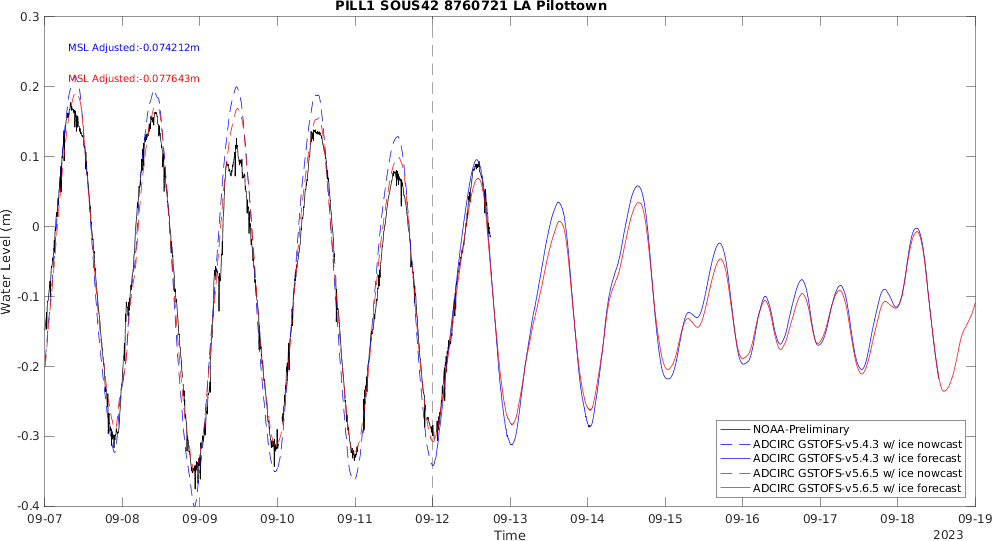 PILL1 SOUS42 8760721 LA Pilottown
0.3
MSL Adjusted:-0.074212m
0.2
MSL Adjusted:-0.077643m
0.1
0
Water Level (m)
-0.1
-0.2
-0.3
NOAA-Preliminary
ADCIRC GSTOFS-v5.4.3 w/ ice nowcast
ADCIRC GSTOFS-v5.4.3 w/ ice forecast
ADCIRC GSTOFS-v5.6.5 w/ ice nowcast
ADCIRC GSTOFS-v5.6.5 w/ ice forecast
-0.4
09-07 09-08 09-09 09-10 09-11 09-12 09-13 09-14 09-15 09-16 09-17 09-18 09-19
Time
2023